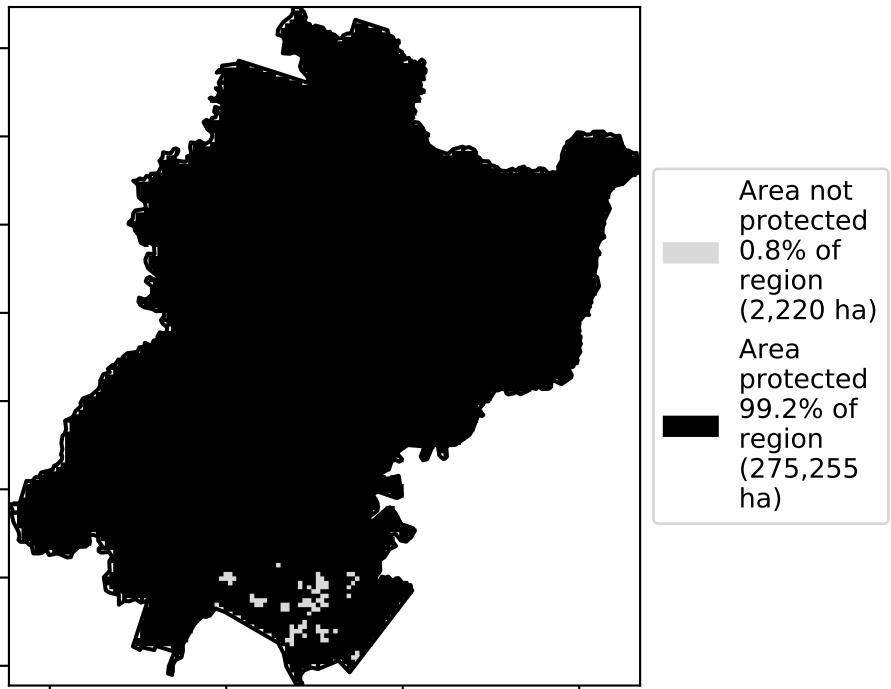 Area not
protected
0.8% of
region
(2,220 ha)
Area
protected
99.2% of
region
(275,255
ha)